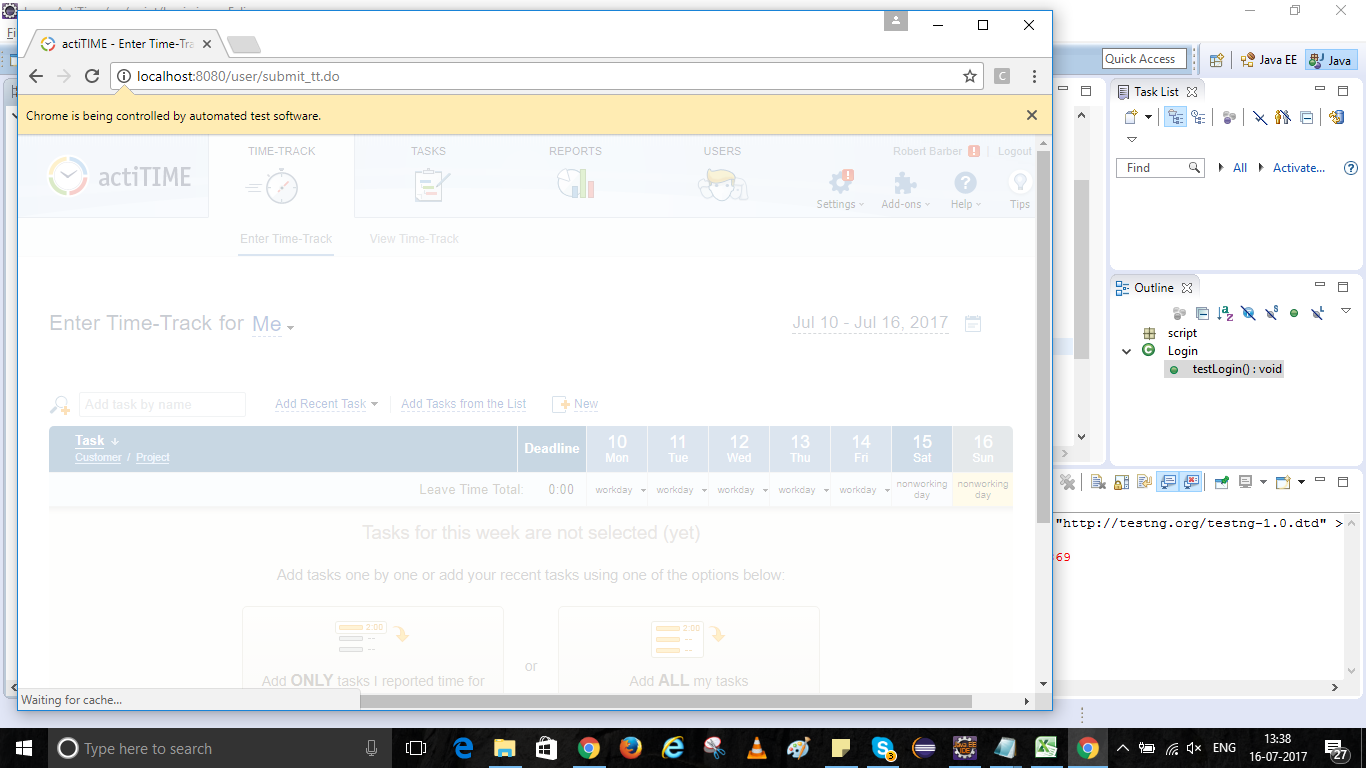 actiTIME - Enter Time-Tra
localhost:8080/user/submit_tt.do
C
Chrome is being controlled by automated test software.
actiTIME
TIME-TRACK
TASKS
REPORTS
USERS
Robert Barber
Logout
Settings
Add-ons
Help
Tips
Enter Time-Track
View Time-Track
Enter Time-Track for Me
Jul 10 - Jul 16, 2017
Add task by name
Add Recent Task
Add Tasks from the List
New
Task
Customer / Project
Deadline
10 Mon
11 Tue
12 Wed
13 Thu
14 Fri
15 Sat
16 Sun
Leave Time Total: 0:00
workday
workday
workday
workday
workday
nonworking day
nonworking day
Tasks for this week are not selected (yet)
Add tasks one by one or add your recent tasks using one of the options below:
2:00
Add ONLY tasks I reported time for
or
2:00
Add ALL my tasks
Waiting for cache...
Quick Access
Java EE
Java
Task List
Find
All
Activate...
Outline
script
Login
testLogin() : void
"http://testng.org/testng-1.0.dtd" >
69
Type here to search
3
ENG
13:38
16-07-2017
27